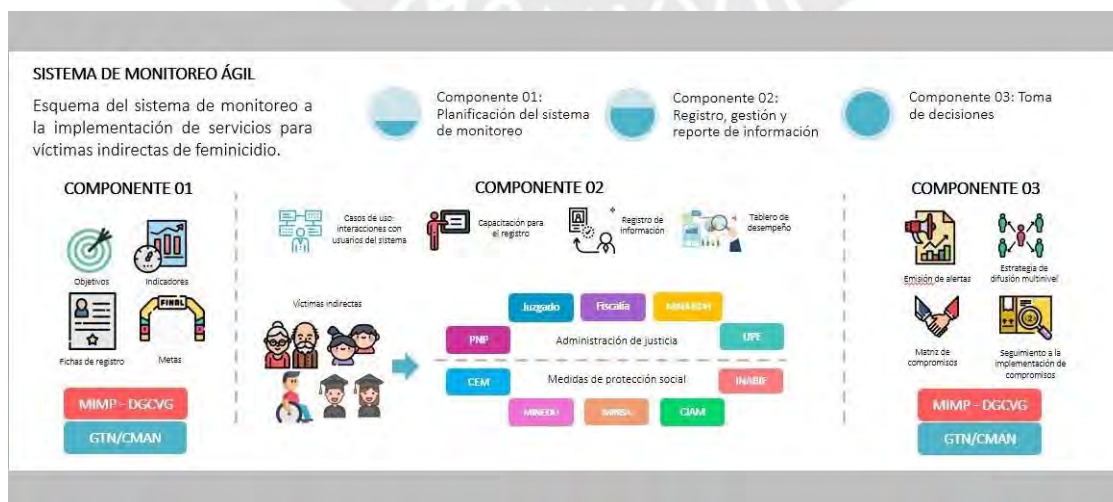 SISTEMA DE MONITOREO ÁGIL
Esquema del sistema de monitoreo a
la implementación de servicios para
víctimas indirectas de feminicidio.
Componente 01:
Planificación del sistema
de monitoreo
Componente 02:
Registro, gestión y
reporte de información
Componente 03: Toma
de decisiones
COMPONENTE 01
Objetivos
Indicadores
Fichas de registro
FINAL
Metas
MIMP - DGCVG
GTN/CMAN
COMPONENTE 02
Casos de uso:
interacciones con
usuarios del sistema
Capacitación para
el registro
Registro de
información
Tablero de
desempeño
Víctimas indirectas
Juzgado
Fiscalía
MINJUSDH
PNP
Administración de justicia
UPE
CEM
Medidas de protección social
INABIF
MINEDU
MINSA
CIAM
COMPONENTE 03
Emisión de alertas
Estrategia de
difusión multinivel
Matriz de
compromisos
Seguimiento a la
implementación de
compromisos
MIMP - DGCVG
GTN/CMAN